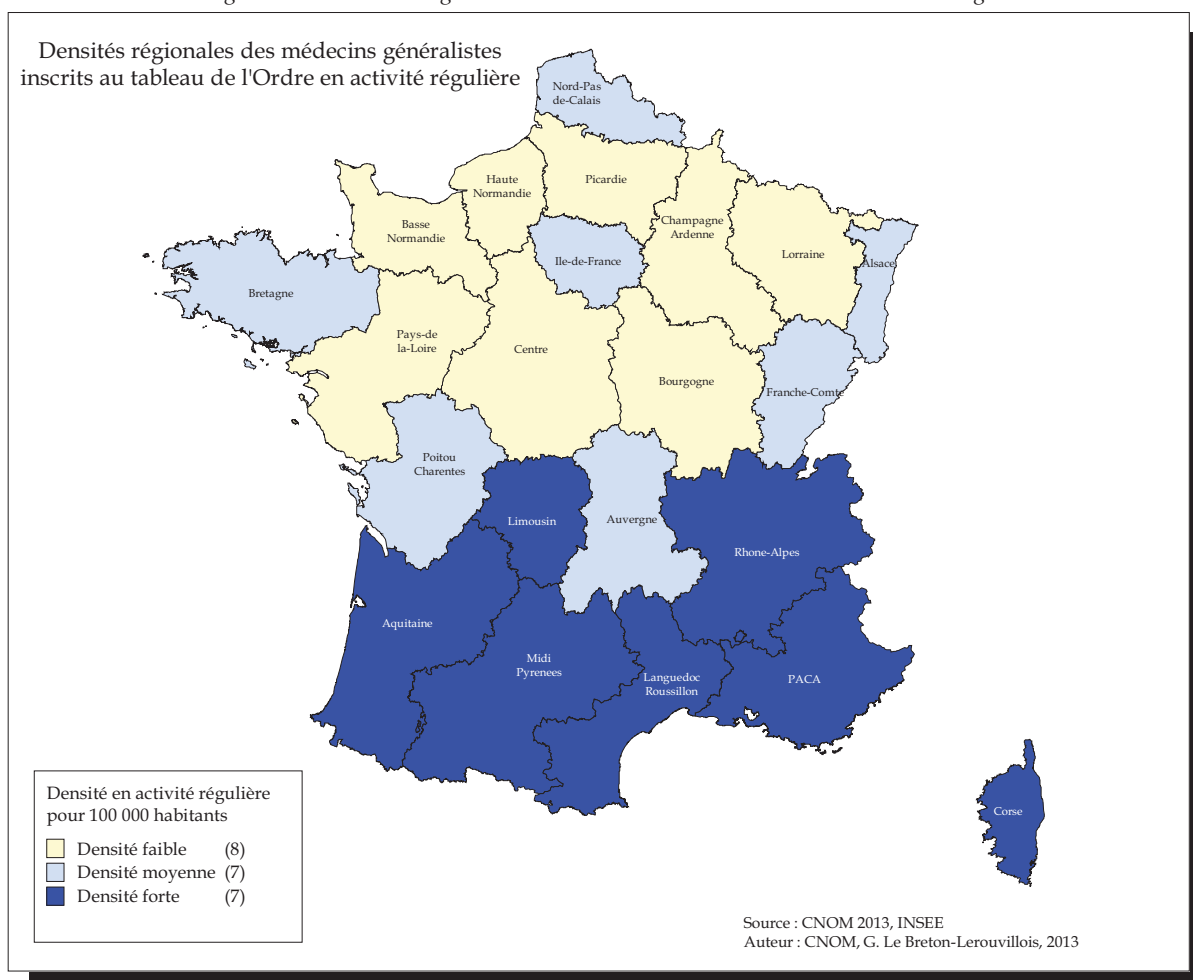 Densités régionales des médecins généralistes
inscrits au tableau de l'Ordre en activité régulière
Nord-Pas
de-Calais
Haute
Normandie
Picardie
Basse
Normandie
Champagne
Ardenne
Lorraine
Alsace
Ile-de-France
Bretagne
Pays-de
la-Loire
Centre
Bourgogne
Franche-Comte
Poitou
Charentes
Limousin
Auvergne
Rhone-Alpes
Aquitaine
Midi
Pyrenees
Languedoc
Roussillon
PACA
Corse
Densité en activité régulière
pour 100 000 habitants
Densité faible (8)
Densité moyenne (7)
Densité forte (7)
Source : CNOM 2013, INSEE
Auteur : CNOM, G. Le Breton-Lerouvillois, 2013